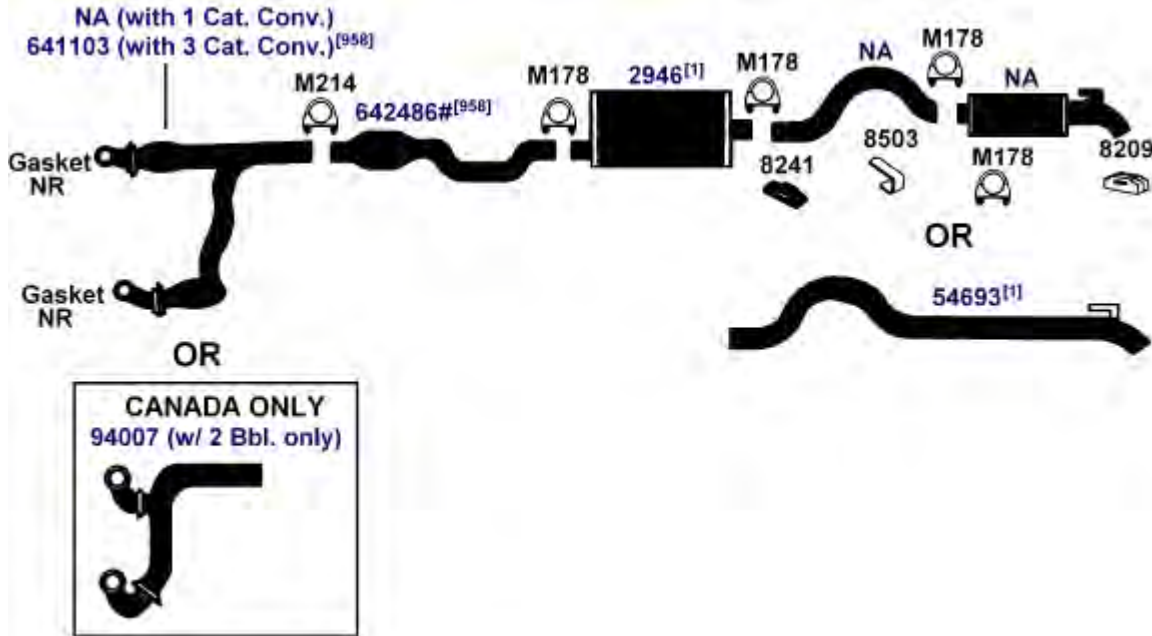 NA (with 1 Cat. Conv.)
641103 (with 3 Cat. Conv.)[958]
M214
642486#[958]
M178
2946[1]
M178
NA
M178
NA
Gasket
NR
8241
8503
M178
8209
OR
Gasket
NR
54693[1]
OR
CANADA ONLY
94007 (w/ 2 Bbl. only)